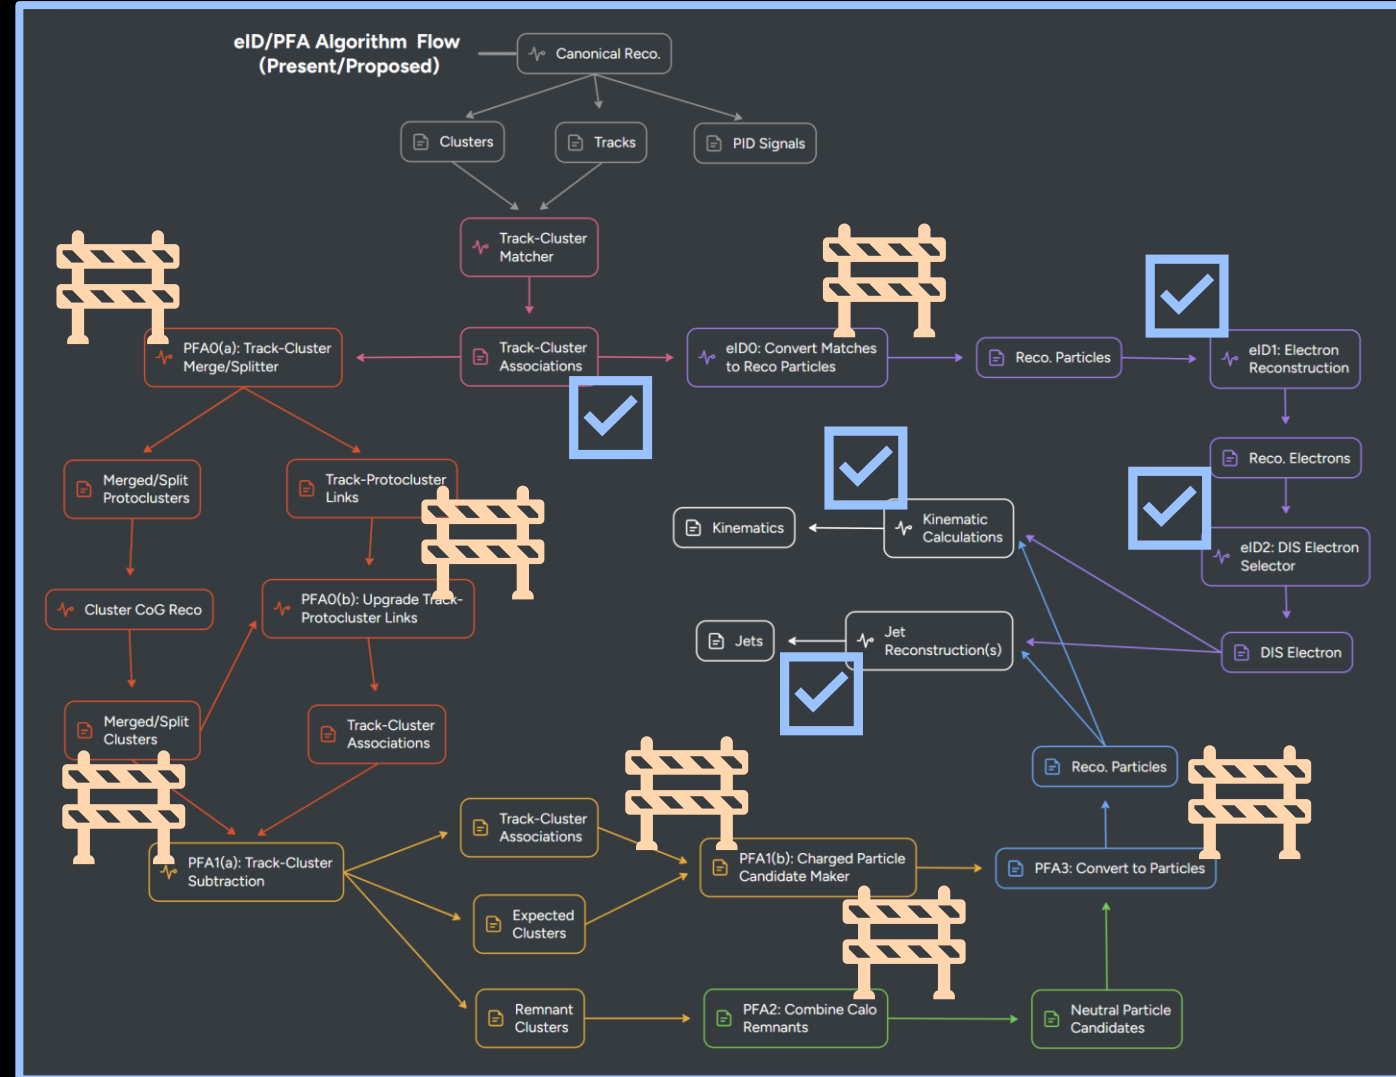 eID/PFA Algorithm Flow
(Present/Proposed)
Canonical Reco.
Clusters
Tracks
PID Signals
Track-Cluster
Matcher
PFA0(a): Track-Cluster
Merge/Splitter
Track-Cluster
Associations
eID0: Convert Matches
to Reco Particles
Reco. Particles
eID1: Electron
Reconstruction
Merged/Split
Protoclusters
Track-Protocluster
Links
Reco. Electrons
Kinematics
Kinematic
Calculations
eID2: DIS Electron
Selector
Cluster CoG Reco
PFA0(b): Upgrade Track-
Protocluster Links
Jets
Jet
Reconstruction(s)
DIS Electron
Merged/Split
Clusters
Track-Cluster
Associations
Reco. Particles
PFA1(a): Track-Cluster
Subtraction
Track-Cluster
Associations
PFA1(b): Charged Particle
Candidate Maker
PFA3: Convert to Particles
Expected
Clusters
Remnant
Clusters
PFA2: Combine Calo
Remnants
Neutral Particle
Candidates